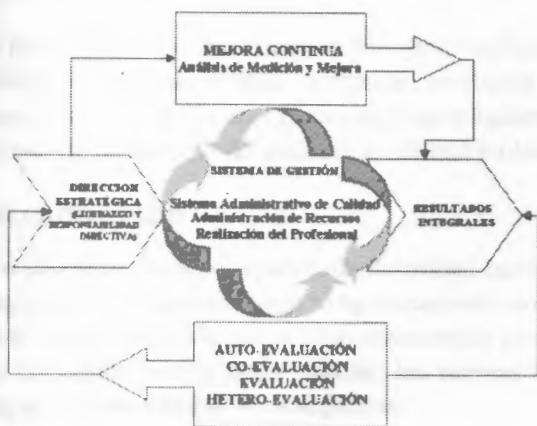 MEJORA CONTINUA
Análisis de Medición y Mejora
SISTEMA DE GESTIÓN
Sistema Administrativo de Calidad
Administración de Recursos
Realización del Profesional
DIRECCION
ESTRATÉGICA
(LIDERAZGO Y
RESPONSABILIDAD
DIRECTIVA)
RESULTADOS
INTEGRALES
AUTO-EVALUACIÓN
CO-EVALUACIÓN
EVALUACIÓN
HETERO-EVALUACIÓN